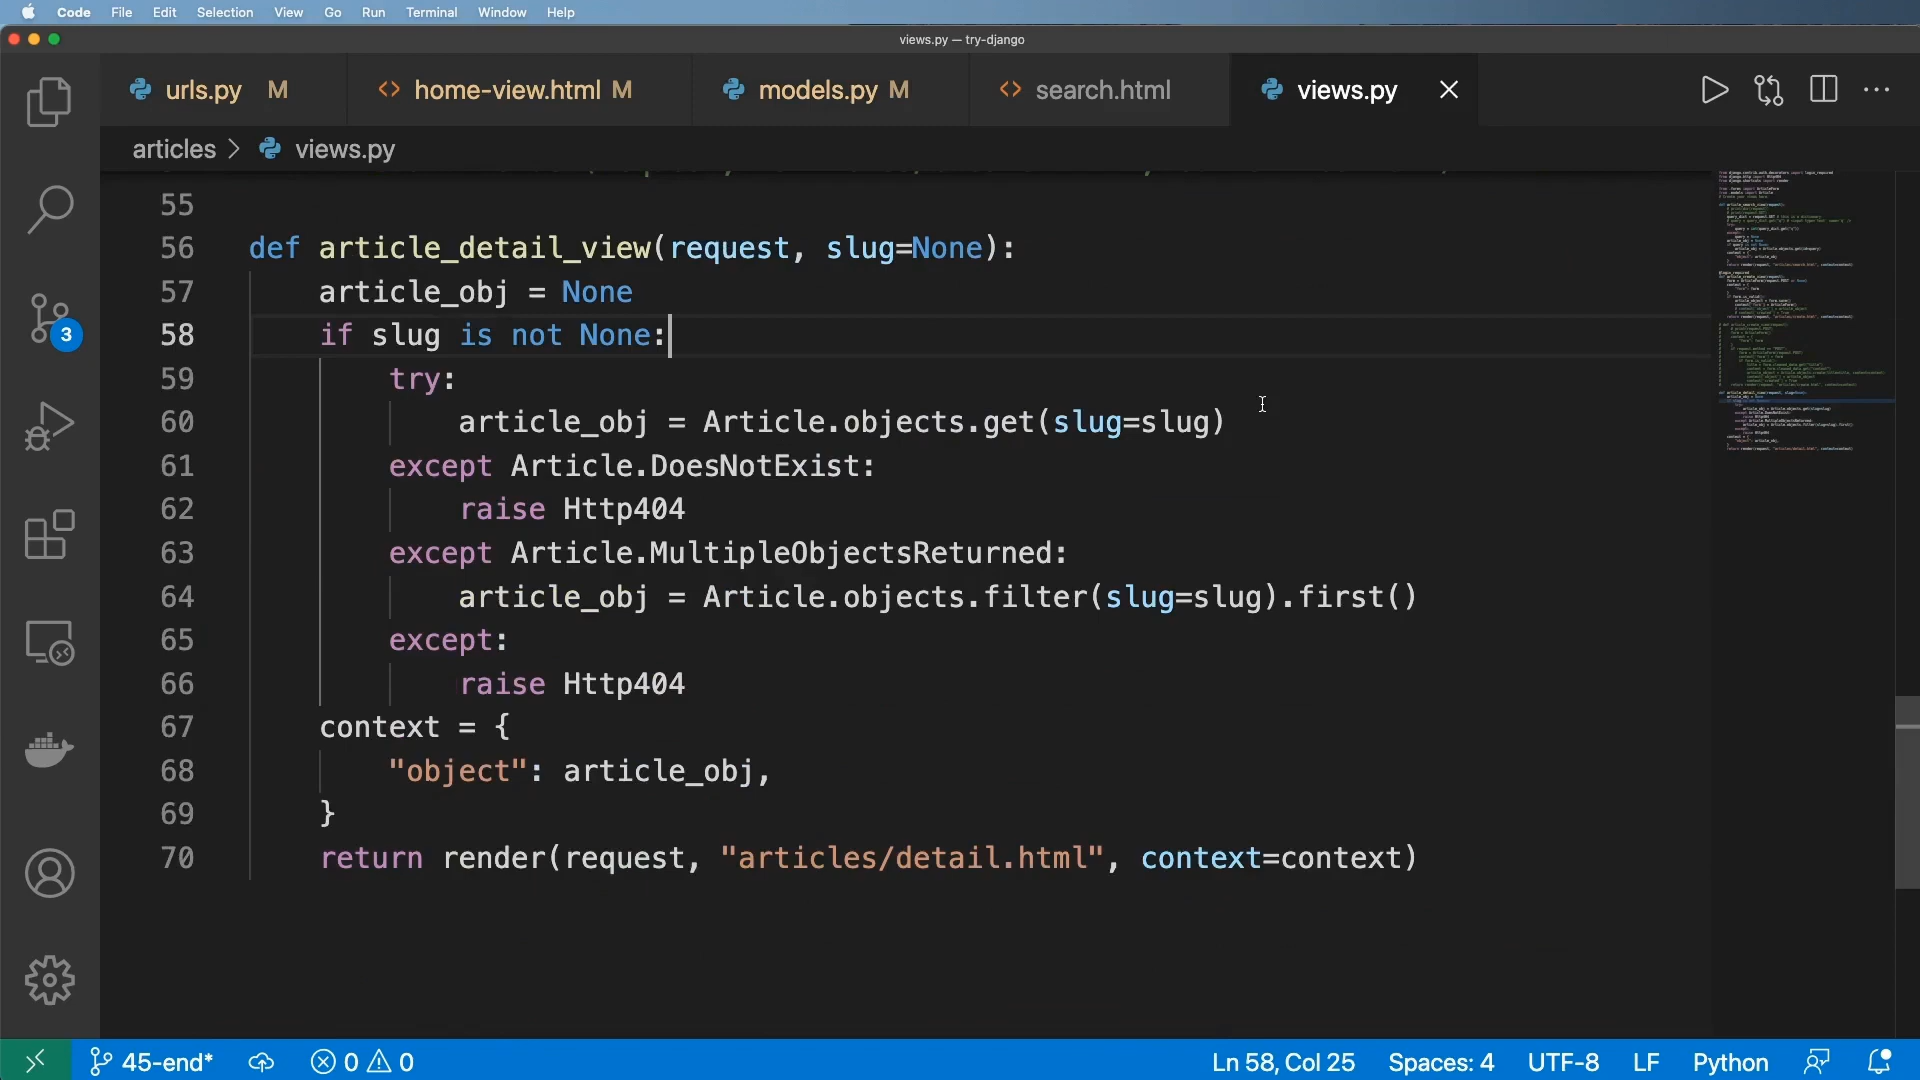 Code File Edit Selection View Go Run Terminal Window Help
views.py — try-django
urls.py M home-view.html M models.py M search.html views.py
articles > views.py
55
56 def article_detail_view(request, slug=None):
57 article_obj = None
58 if slug is not None:
59 try:
60 article_obj = Article.objects.get(slug=slug)
61 except Article.DoesNotExist:
62 raise Http404
63 except Article.MultipleObjectsReturned:
64 article_obj = Article.objects.filter(slug=slug).first()
65 except:
66 raise Http404
67 context = {
68 "object": article_obj,
69 }
70 return render(request, "articles/detail.html", context=context)
3
45-end* 0 0 Ln 58, Col 25 Spaces: 4 UTF-8 LF Python